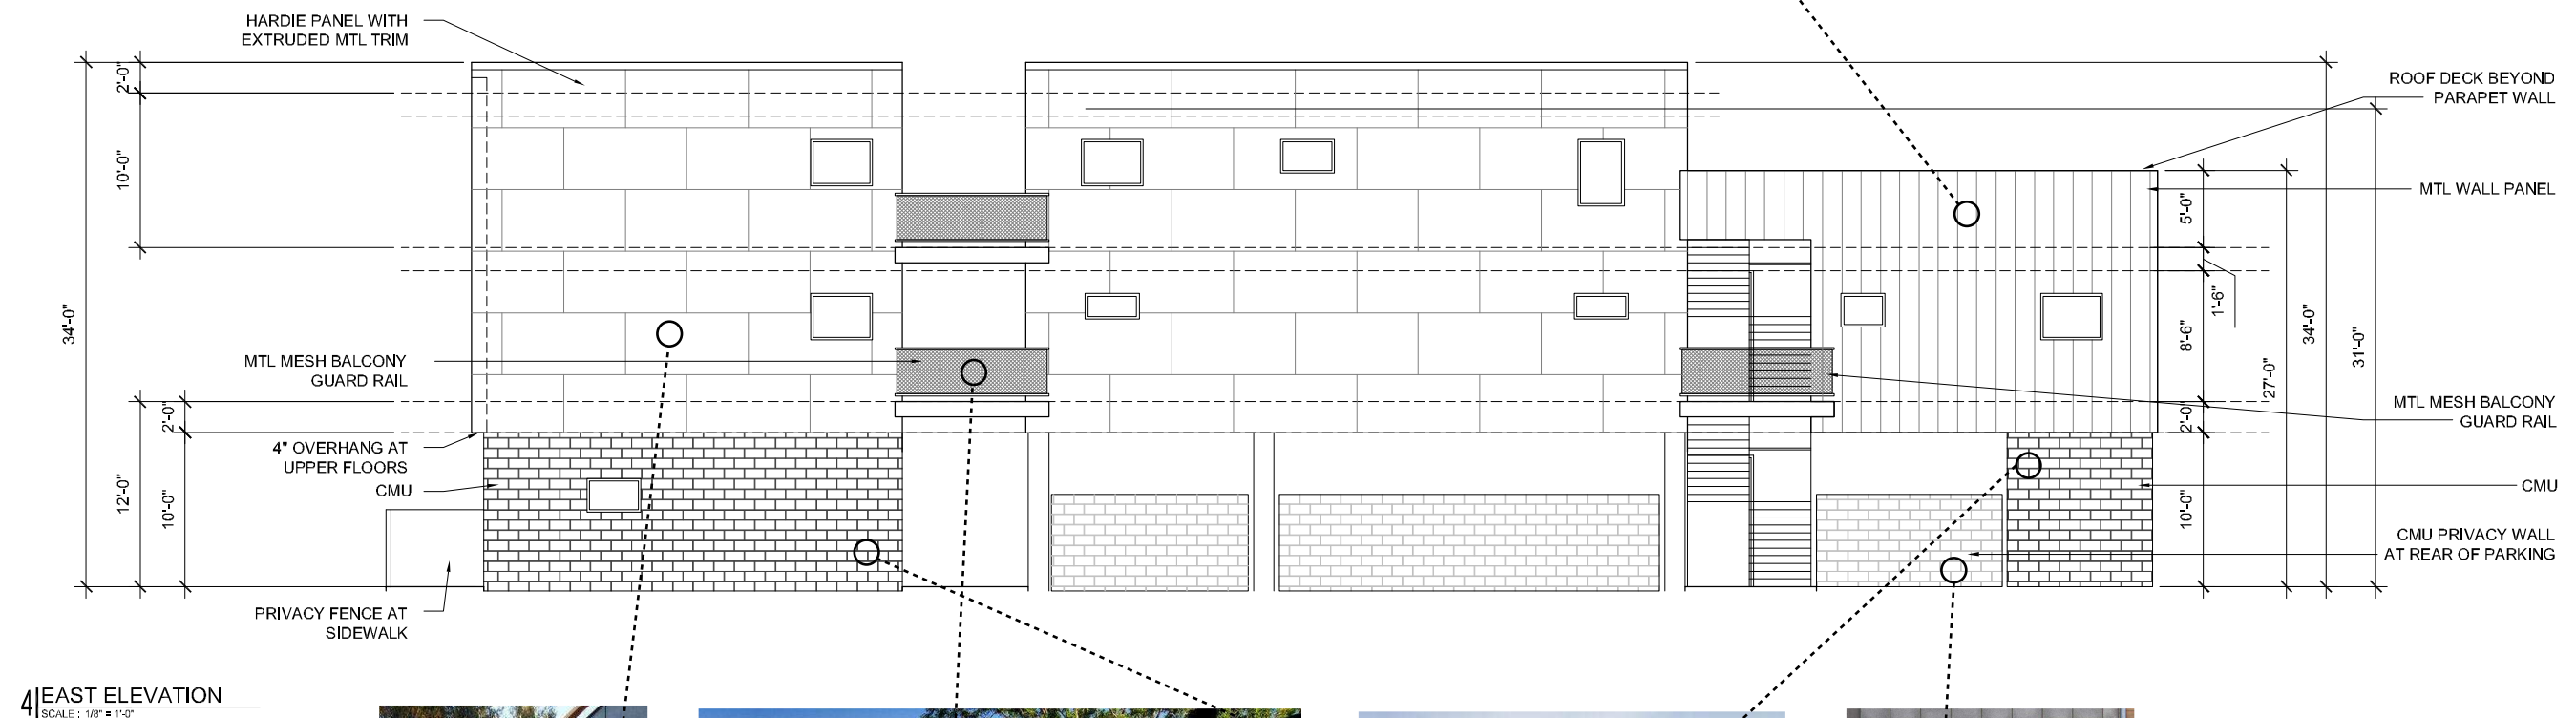 HARDIE PANEL WITH
EXTRUDED MTL TRIM
2'-0"
10'-0"
34'-0"
MTL MESH BALCONY
GUARD RAIL
2'-0"
12'-0"
10'-0"
4" OVERHANG AT
UPPER FLOORS
CMU
PRIVACY FENCE AT
SIDEWALK
ROOF DECK BEYOND
PARAPET WALL
MTL WALL PANEL
5'-0"
1'-6"
8'-6"
34'-0"
31'-0"
27'-0"
2'-0
MTL MESH BALCONY
GUARD RAIL
CMU
10'-0"
CMU PRIVACY WALL
AT REAR OF PARKING
4 EAST ELEVATION
SCALE : 1/8" = 1'-0"